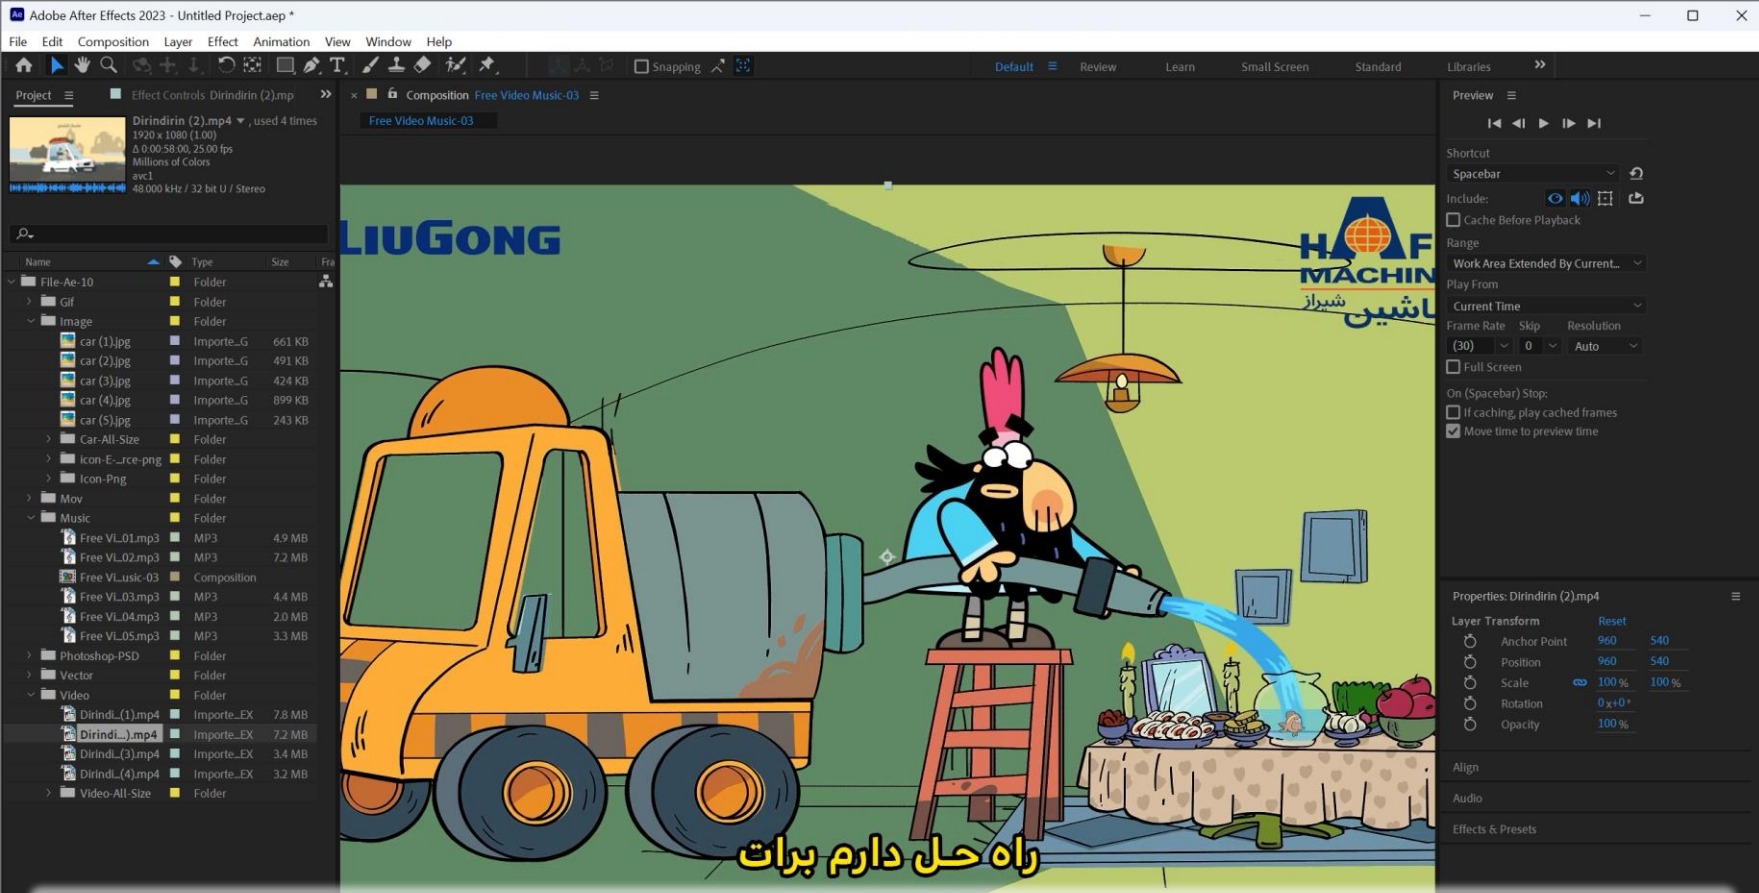 Adobe After Effects 2023 - Untitled Project.aep *
File Edit Composition Layer Effect Animation View Window Help
Snapping
Default Review Learn Small Screen Standard Libraries
Project Effect Controls Dirindirin (2).mp
Composition Free Video Music-03
Free Video Music-03
Dirindirin (2).mp4 , used 4 times
1920 x 1080 (1.00)
Δ 0:00:58:00, 25.00 fps
Millions of Colors
avc1
48.000 kHz / 32 bit U / Stereo
Name Type Size Fra
File-Ae-10 Folder
Gif Folder
Image Folder
car (1).jpg Importe...G 661 KB
car (2).jpg Importe...G 491 KB
car (3).jpg Importe...G 424 KB
car (4).jpg Importe...G 899 KB
car (5).jpg Importe...G 243 KB
Car-All-Size Folder
icon-E-...rce-png Folder
Icon-Png Folder
Mov Folder
Music Folder
Free Vi...01.mp3 MP3 4.9 MB
Free Vi...02.mp3 MP3 7.2 MB
Free Vi...usic-03 Composition
Free Vi...03.mp3 MP3 4.4 MB
Free Vi...04.mp3 MP3 2.0 MB
Free Vi...05.mp3 MP3 3.3 MB
Photoshop-PSD Folder
Vector Folder
Video Folder
Dirindi...(1).mp4 Importe...EX 7.8 MB
Dirindi...).mp4 Importe...EX 7.2 MB
Dirindi...(3).mp4 Importe...EX 3.4 MB
Dirindi...(4).mp4 Importe...EX 3.2 MB
Video-All-Size Folder
LIUGONG
HAF
MACHIN
شیراز
اشین
راه حل دارم برات
Preview
Shortcut
Spacebar
Include:
Cache Before Playback
Range
Work Area Extended By Current...
Play From
Current Time
Frame Rate Skip Resolution
(30) 0 Auto
Full Screen
On (Spacebar) Stop:
If caching, play cached frames
Move time to preview time
Properties: Dirindirin (2).mp4
Layer Transform Reset
Anchor Point 960 540
Position 960 540
Scale 100 % 100 %
Rotation 0x+0°
Opacity 100 %
Align
Audio
Effects & Presets